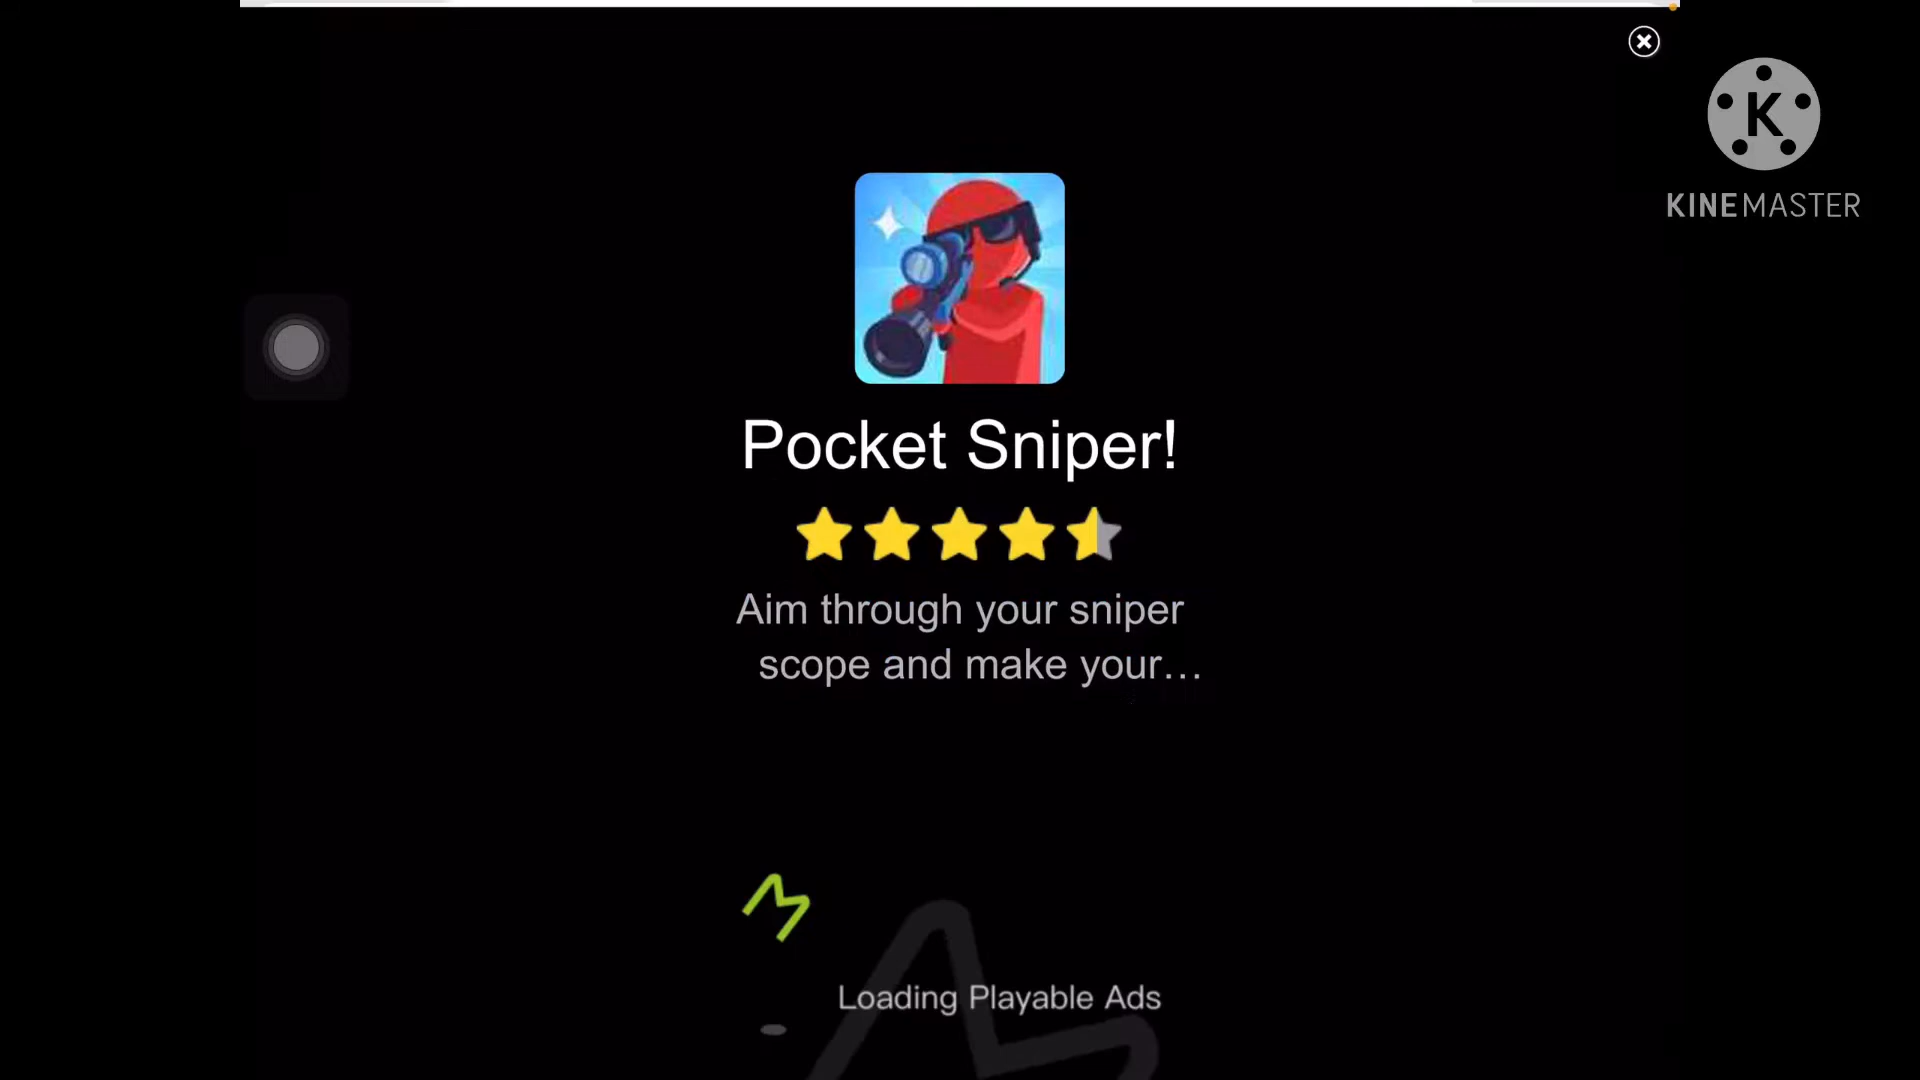 K
KINEMASTER
Pocket Sniper!
Aim through your sniper
scope and make your...
Loading Playable Ads